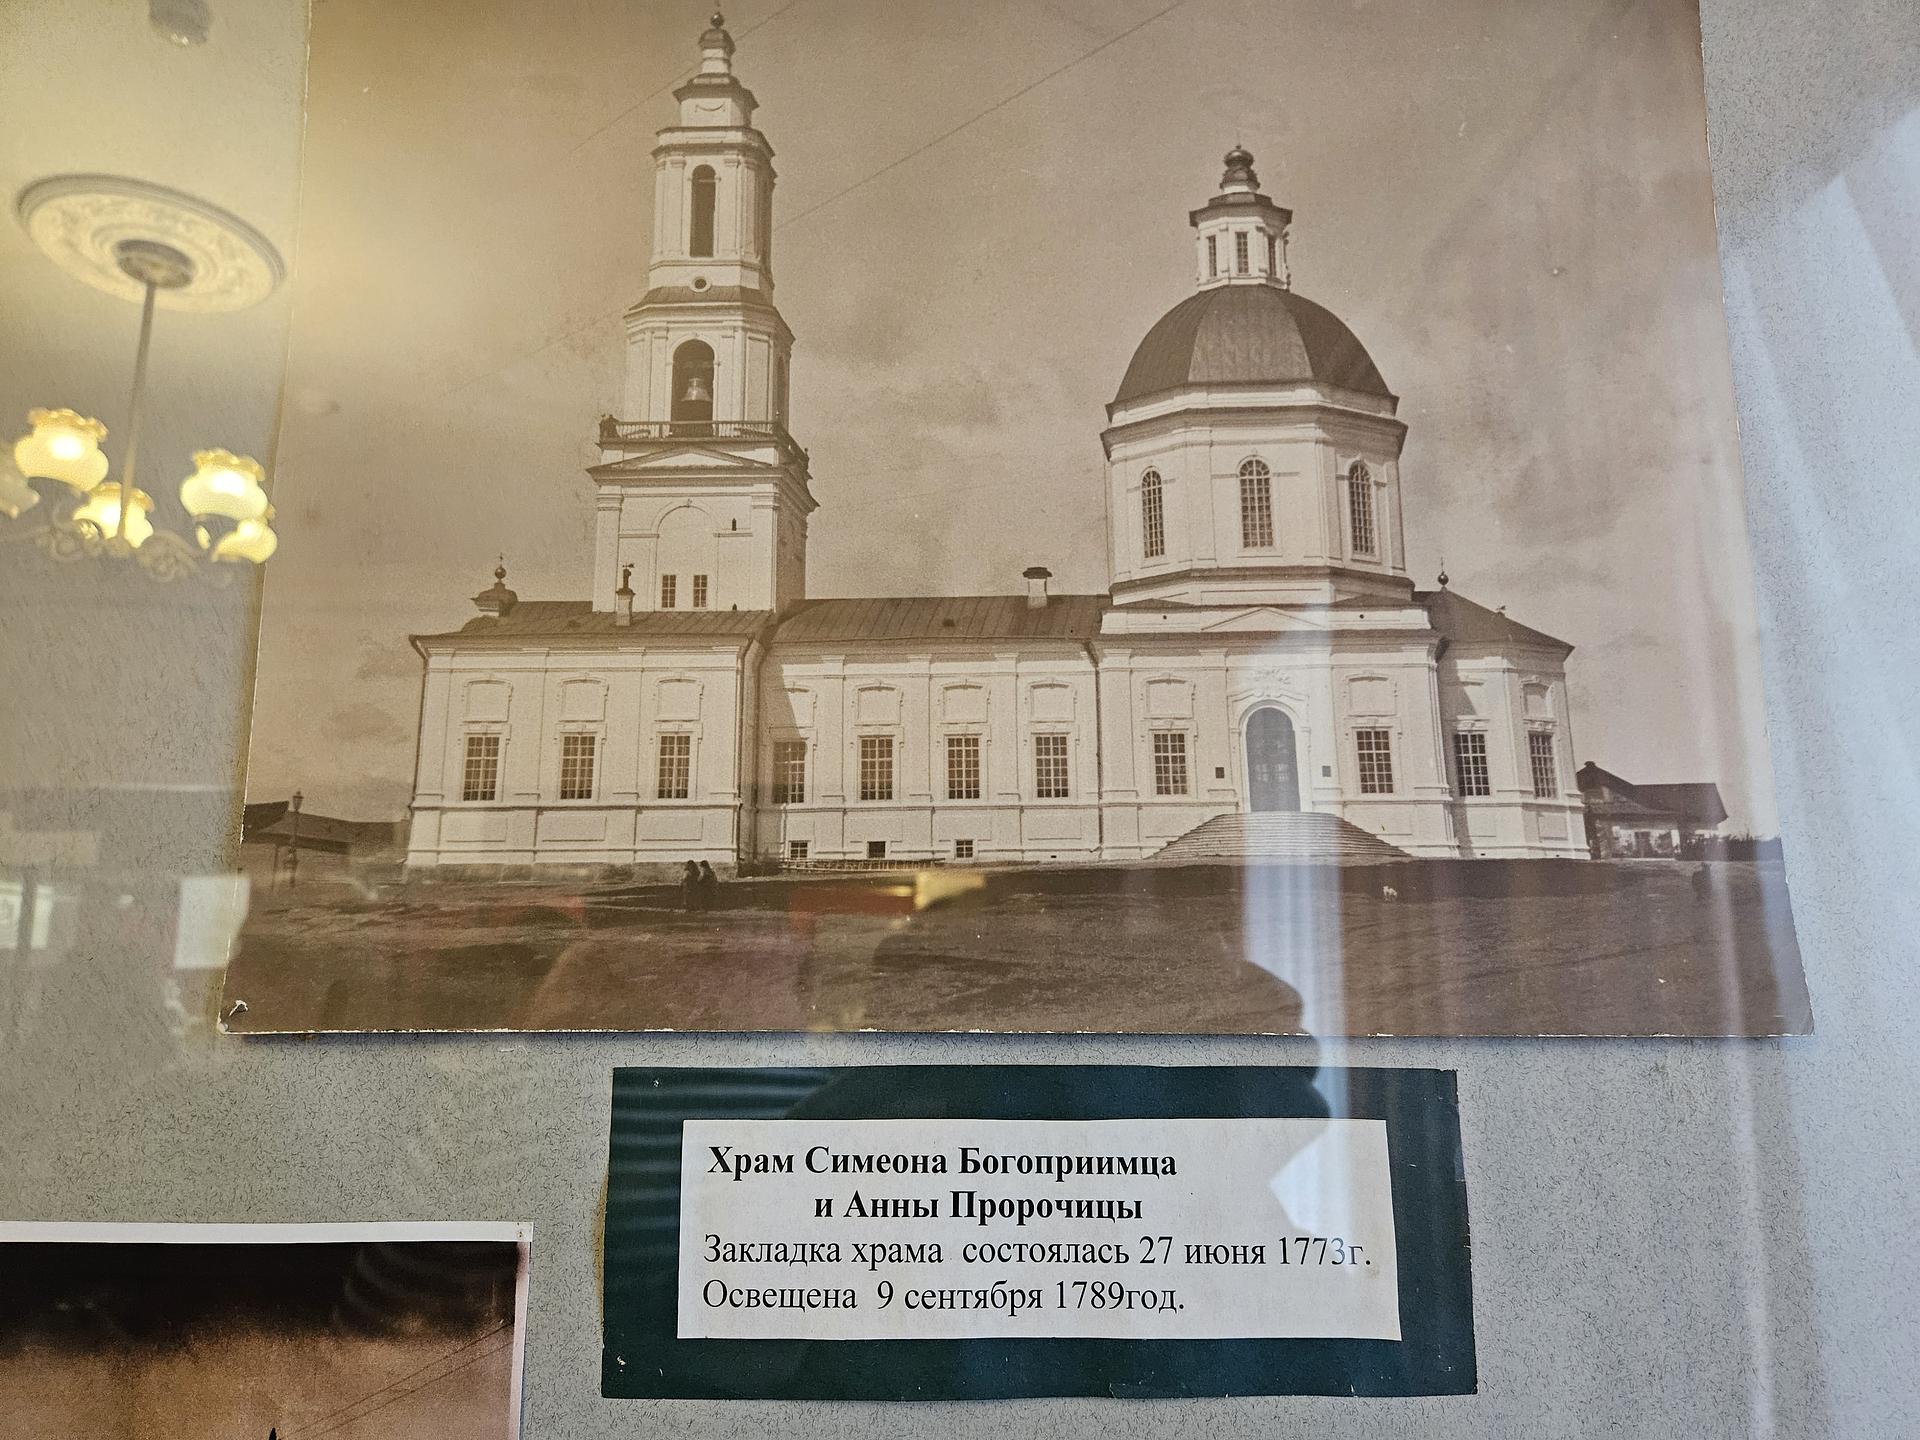 Храм Симеона Богоприимца
и Анны Пророчицы
Закладка храма состоялась 27 июня 1773г.
Освещена 9 сентября 1789год.